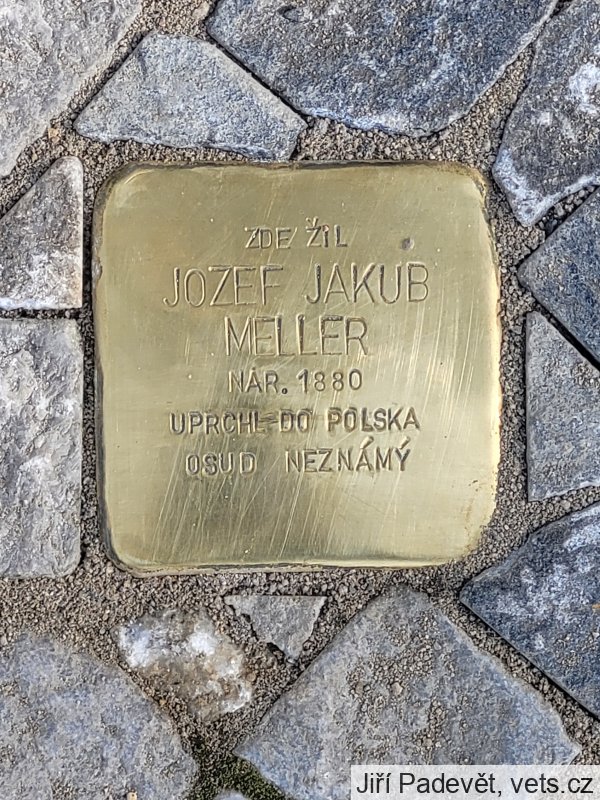 ZDE ŽIL
JOZEF JAKUB
MELLER
NAR. 1880
UPRCHL DO POLSKA
OSUD NEZNÁMÝ
Jiří Padevět, vets.cz